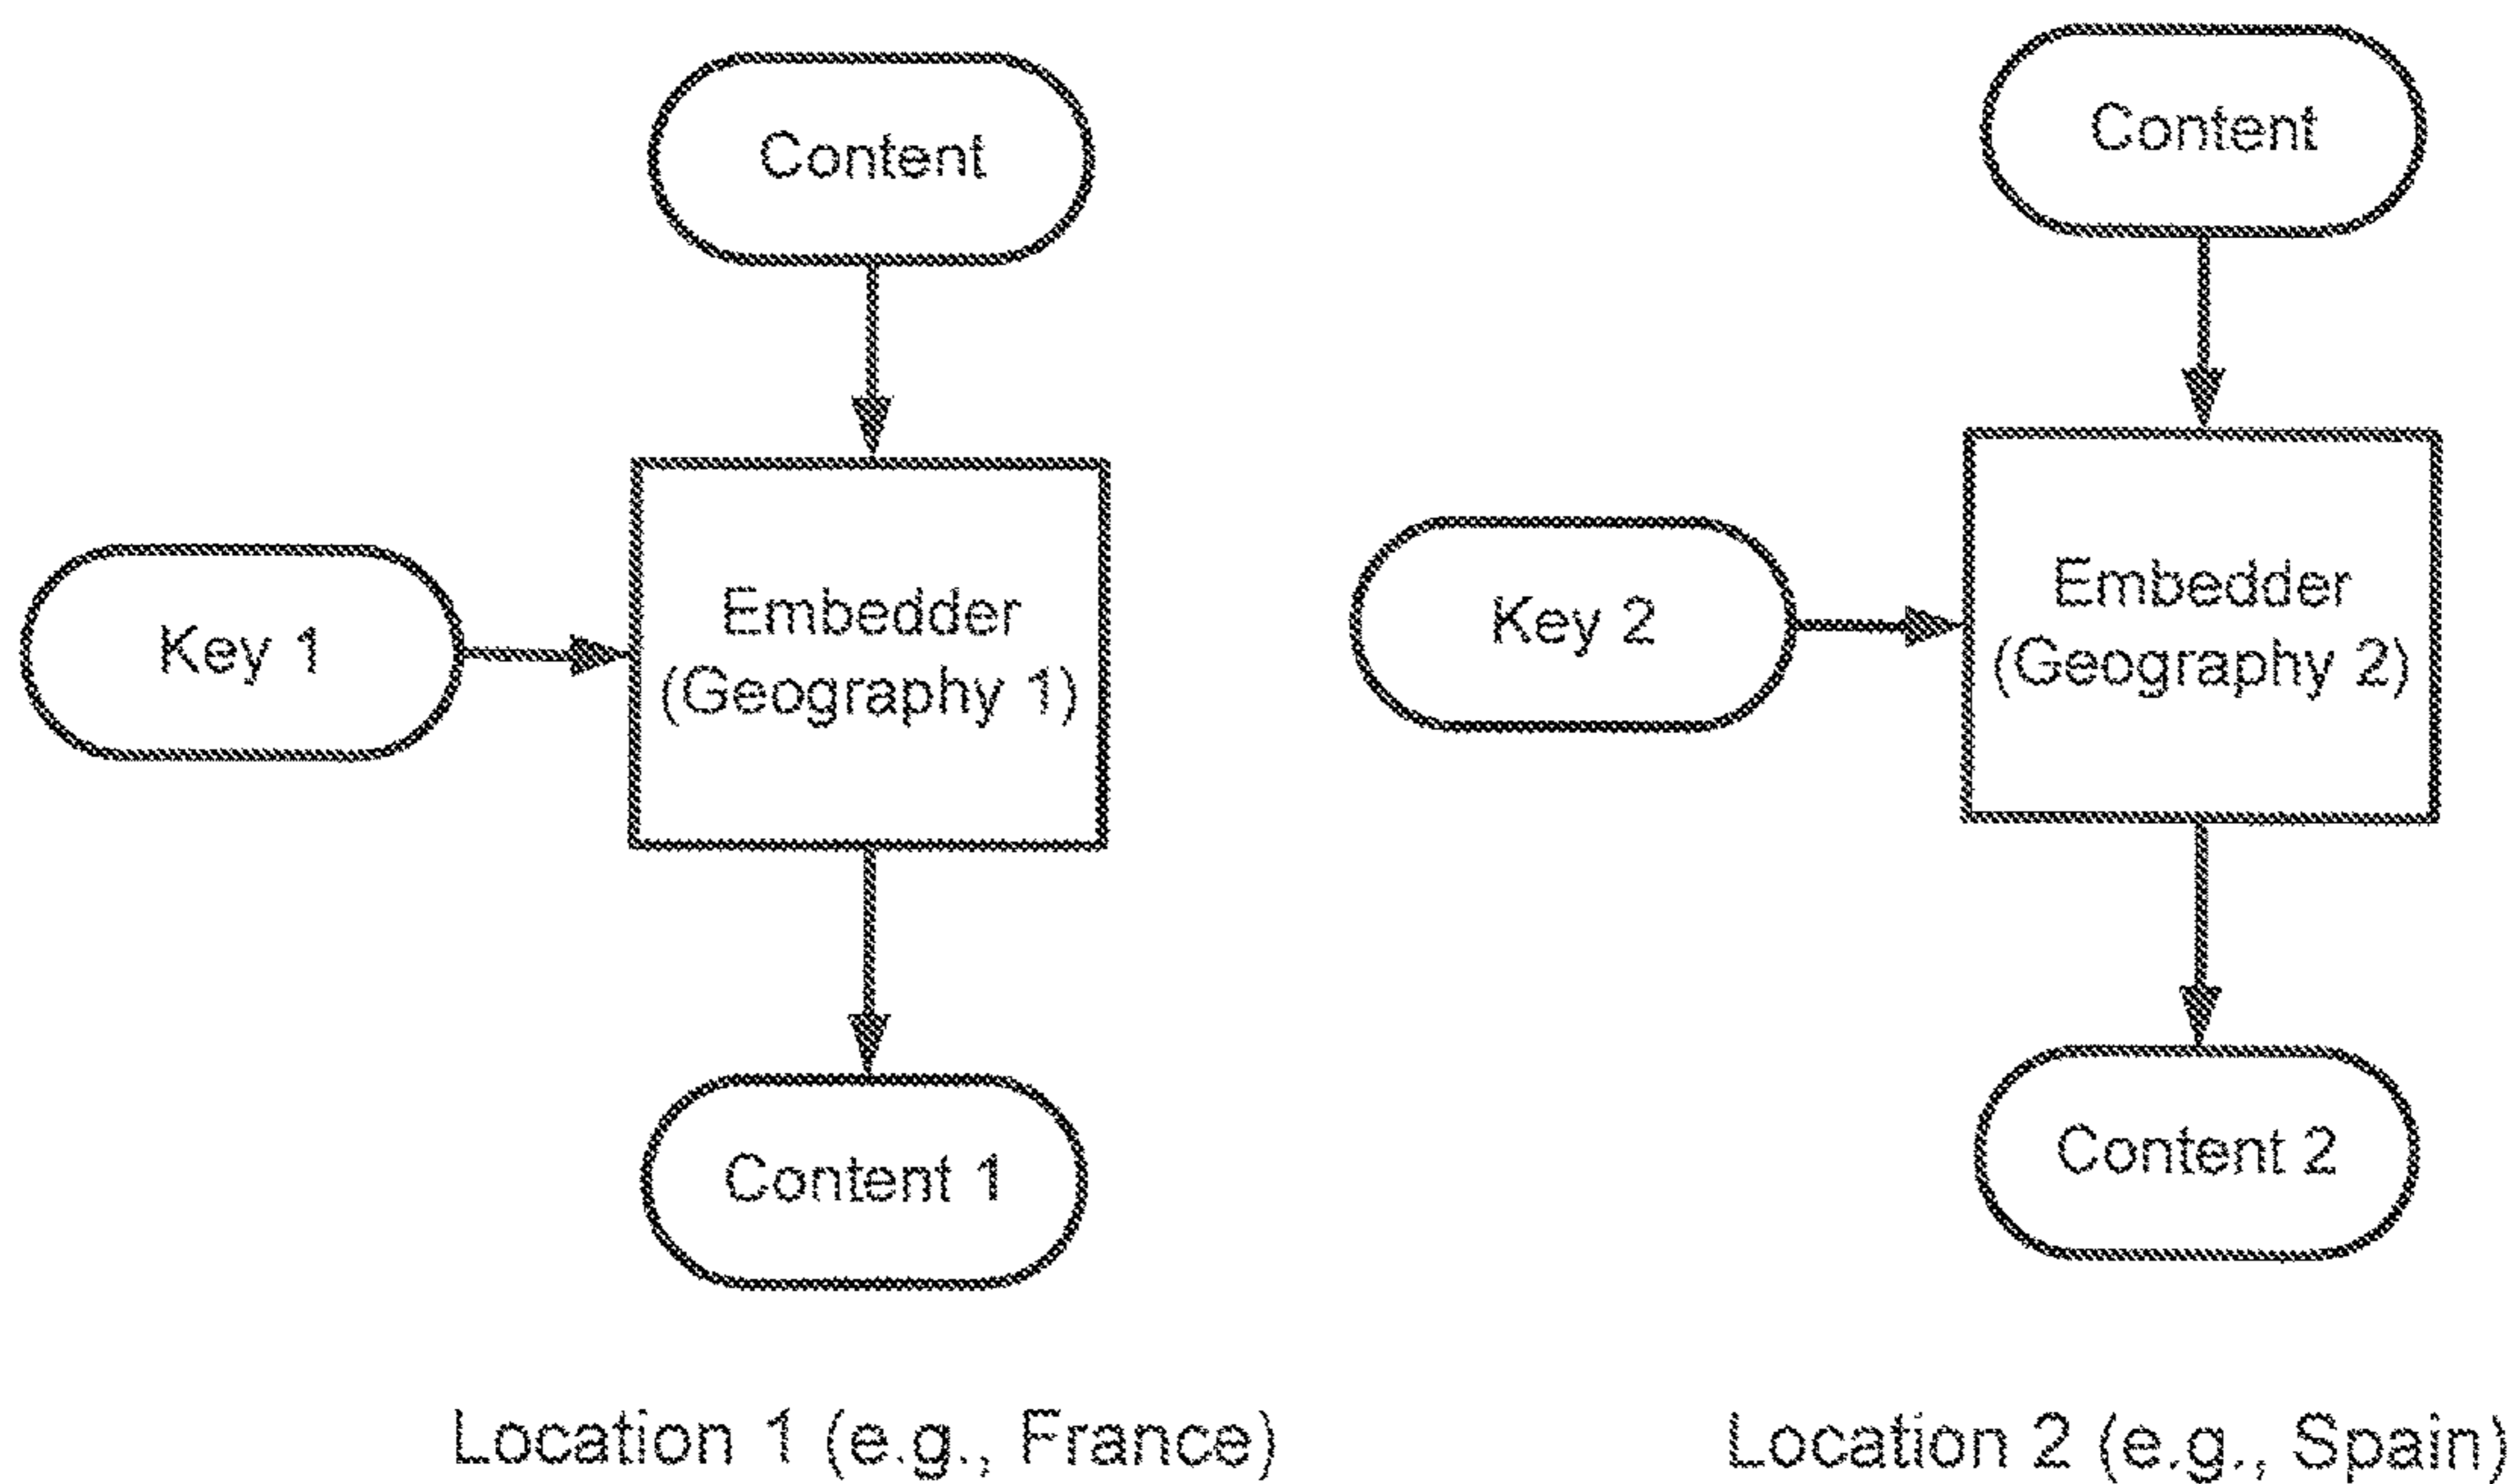 Content
Key 1
Embedder
(Geography 1)
Content 1
Location 1 (e.g., France)
Content
Key 2
Embedder
(Geography 2)
Content 2
Location 2 (e.g., Spain)